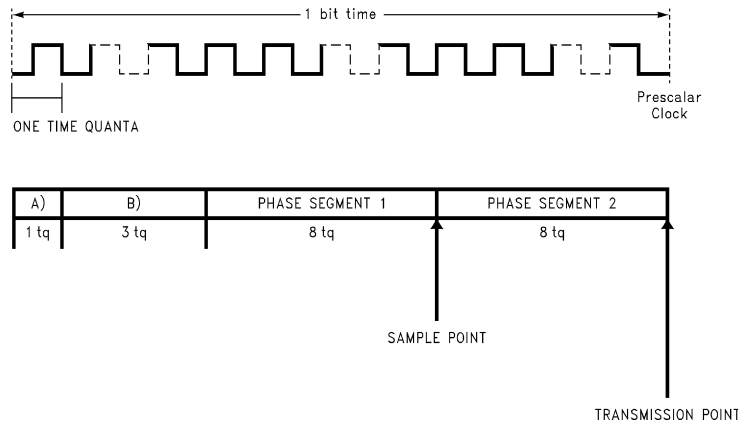 1 bit time
Prescalar
Clock
ONE TIME QUANTA
A) B) PHASE SEGMENT 1 PHASE SEGMENT 2
1 tq 3 tq 8 tq 8 tq
SAMPLE POINT
TRANSMISSION POINT